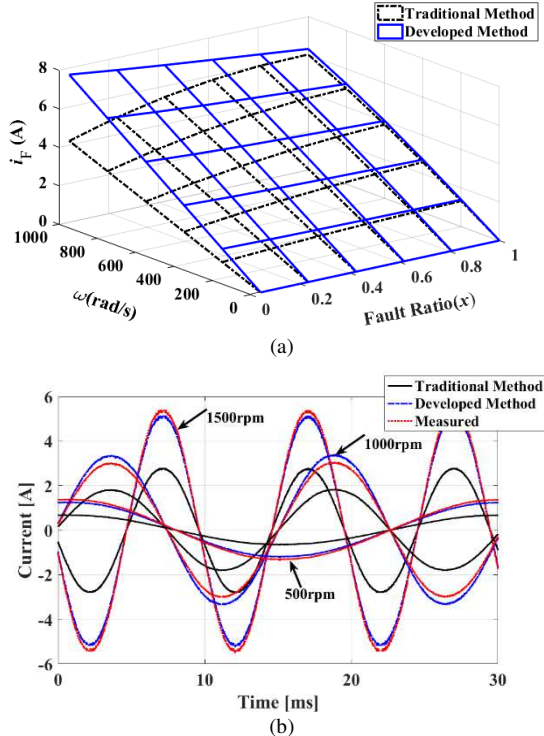 Traditional Method
Developed Method
8
6
4
2
0
i_F (A)
1000
800
600
400
200
0
ω(rad/s)
0
0.2
0.4
0.6
0.8
1
Fault Ratio(x)
(a)
Traditional Method
Developed Method
Measured
1500rpm
1000rpm
500rpm
6
4
2
0
-2
-4
-6
Current [A]
0
10
20
30
Time [ms]
(b)